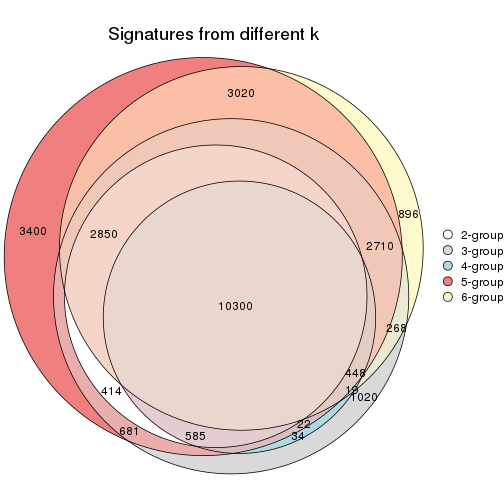 Signatures from different k
3020
3400
2850
896
2710
10300
268
448
19
1020
414
22
681
585
34
2-group
3-group
4-group
5-group
6-group